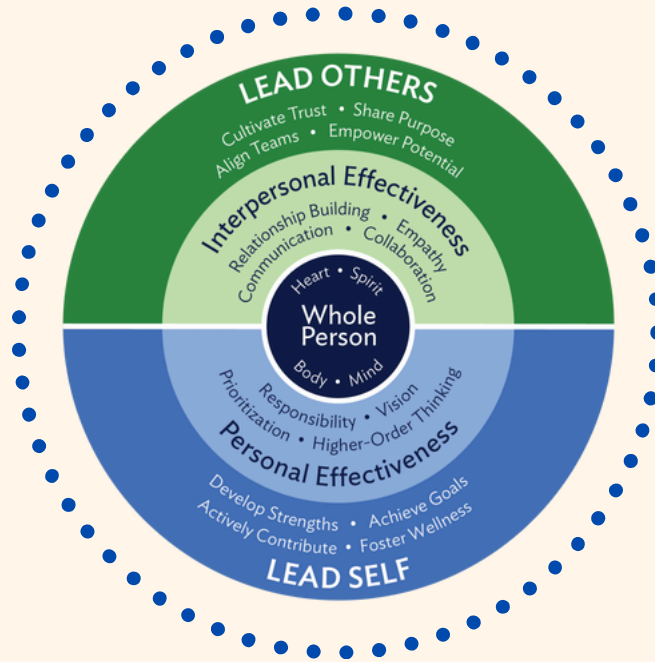 LEAD OTHERS
Cultivate Trust • Share Purpose
Align Teams • Empower Potential
Interpersonal Effectiveness
Relationship Building • Empathy
Communication • Collaboration
Heart • Spirit
Whole
Person
Body • Mind
Responsibility • Vision
Prioritization • Higher-Order Thinking
Personal Effectiveness
Develop Strengths • Achieve Goals
Actively Contribute • Foster Wellness
LEAD SELF